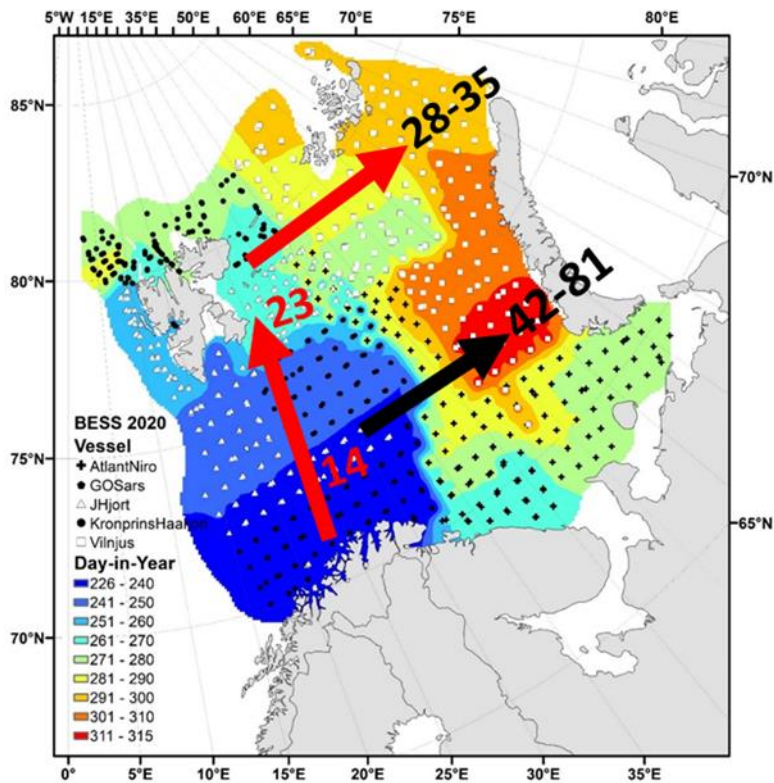 5°W 15°E 35°E 60°E 65°E 70°E 75°E 80°E
85°N
28-35
70°N
80°N
42-81
23
BESS 2020
Vessel
AtlantNiro
75°N
GOSars
14
JHjort
KronprinsHaakon
65°N
Vilnjus
Day-in-Year
226 - 240
241 - 250
251 - 260
261 - 270
70°N
271 - 280
281 - 290
291 - 300
301 - 310
311 - 315
0° 5°E 10°E 15°E 20°E 25°E 30°E 35°E